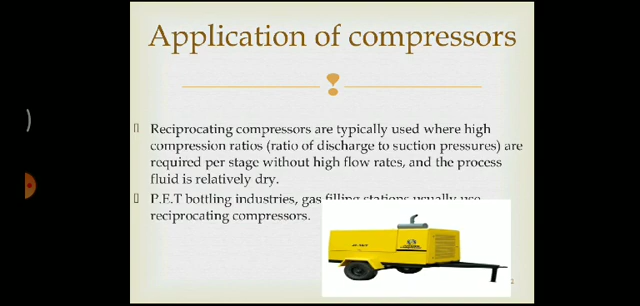 Application of compressors
Reciprocating compressors are typically used where high
compression ratios (ratio of discharge to suction pressures) are
required per stage without high flow rates, and the process
fluid is relatively dry.
P.E.T bottling industries, gas filling stations usually use
reciprocating compressors.